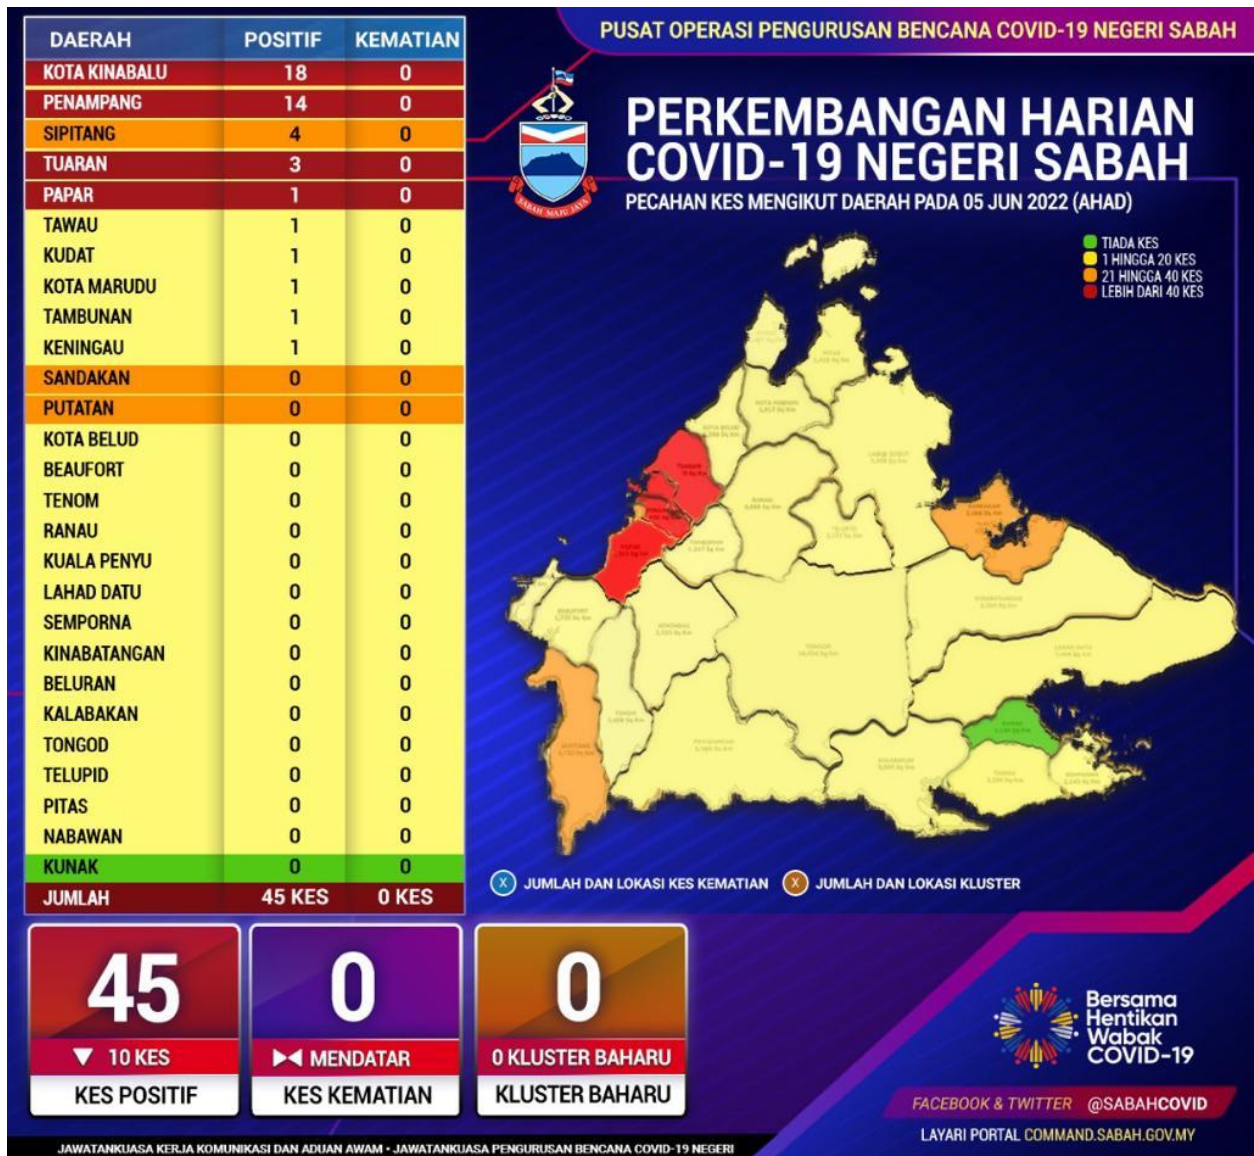 PUSAT OPERASI PENGURUSAN BENCANA COVID-19 NEGERI SABAH
DAERAH POSITIF KEMATIAN
KOTA KINABALU 18 0
PENAMPANG 14 0
SIPITANG 4 0
TUARAN 3 0
PAPAR 1 0
TAWAU 1 0
KUDAT 1 0
KOTA MARUDU 1 0
TAMBUNAN 1 0
KENINGAU 1 0
SANDAKAN 0 0
PUTATAN 0 0
KOTA BELUD 0 0
BEAUFORT 0 0
TENOM 0 0
RANAU 0 0
KUALA PENYU 0 0
LAHAD DATU 0 0
SEMPORNA 0 0
KINABATANGAN 0 0
BELURAN 0 0
KALABAKAN 0 0
TONGOD 0 0
TELUPID 0 0
PITAS 0 0
NABAWAN 0 0
KUNAK 0 0
JUMLAH 45 KES 0 KES
SABAH MAJU JAYA
PERKEMBANGAN HARIAN
COVID-19 NEGERI SABAH
PECAHAN KES MENGIKUT DAERAH PADA 05 JUN 2022 (AHAD)
TIADA KES
1 HINGGA 20 KES
21 HINGGA 40 KES
LEBIH DARI 40 KES
X JUMLAH DAN LOKASI KES KEMATIAN X JUMLAH DAN LOKASI KLUSTER
45
▼ 10 KES
KES POSITIF
0
MENDATAR
KES KEMATIAN
0
0 KLUSTER BAHARU
KLUSTER BAHARU
Bersama
Hentikan
Wabak
COVID-19
FACEBOOK & TWITTER @SABAHCOVID
LAYARI PORTAL COMMAND.SABAH.GOV.MY
JAWATANKUASA KERJA KOMUNIKASI DAN ADUAN AWAM • JAWATANKUASA PENGURUSAN BENCANA COVID-19 NEGERI